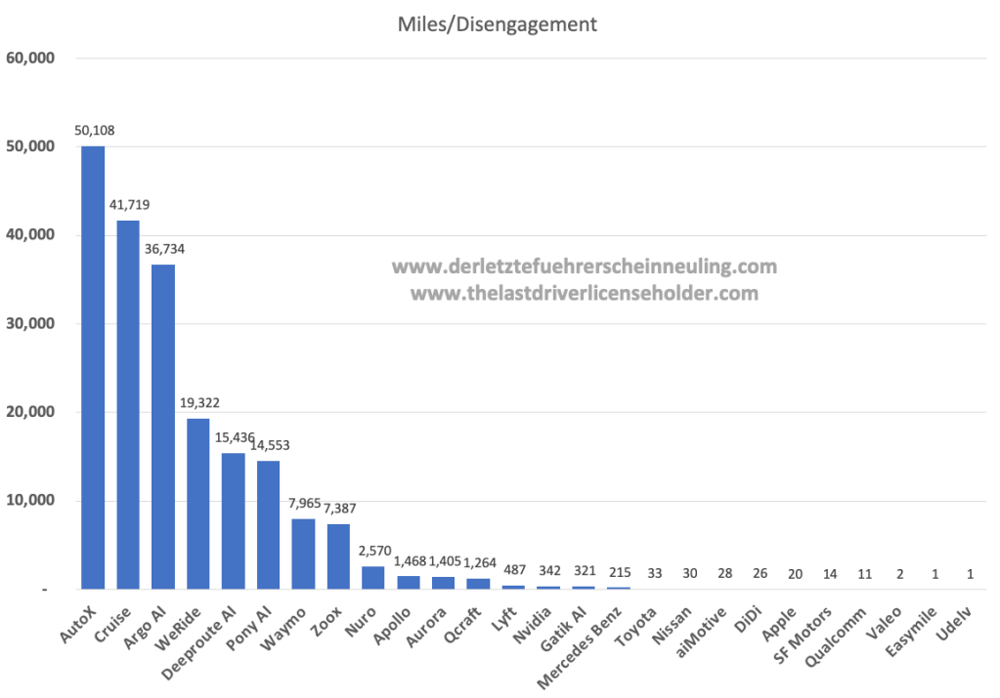 Miles/Disengagement
60,000
50,000
40,000
30,000
20,000
10,000
-
50,108
41,719
36,734
19,322
15,436
14,553
7,965
7,387
2,570
1,468
1,405
1,264
487
342
321
215
33
30
28
26
20
14
11
2
1
1
www.derletztefuehrerscheinneuling.com
www.thelastdriverlicenseholder.com
AutoX
Cruise
Argo AI
WeRide
Deeproute AI
Pony AI
Waymo
Zoox
Nuro
Apollo
Aurora
Qcraft
Lyft
Nvidia
Gatik AI
Mercedes Benz
Toyota
Nissan
aiMotive
DiDi
Apple
SF Motors
Qualcomm
Valeo
Easymile
Udelv